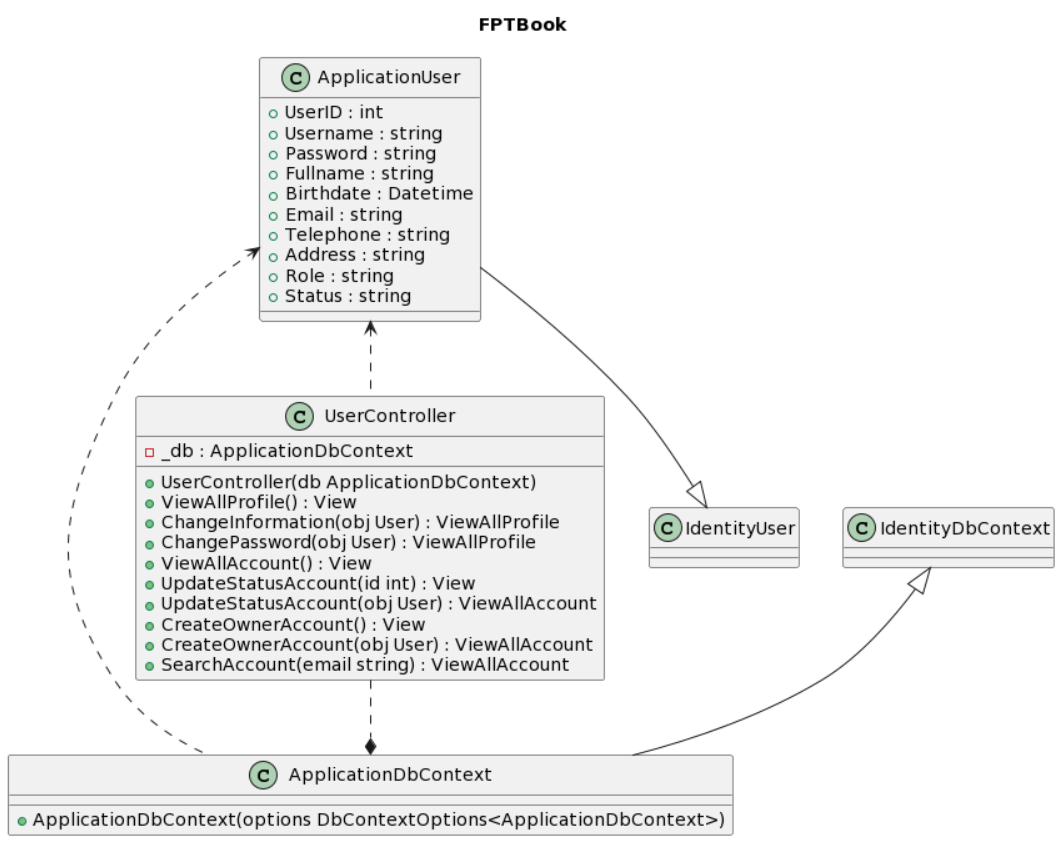 FPTBook
C ApplicationUser
UserID : int
Username : string
Password : string
Fullname : string
Birthdate : Datetime
Email : string
Telephone : string
Address : string
Role : string
Status : string
C UserController
_db : ApplicationDbContext
UserController(db ApplicationDbContext)
ViewAllProfile() : View
ChangeInformation(obj User) : ViewAllProfile
ChangePassword(obj User) : ViewAllProfile
ViewAllAccount() : View
UpdateStatusAccount(id int) : View
UpdateStatusAccount(obj User) : ViewAllAccount
CreateOwnerAccount() : View
CreateOwnerAccount(obj User) : ViewAllAccount
SearchAccount(email string) : ViewAllAccount
C IdentityUser
C IdentityDbContext
C ApplicationDbContext
ApplicationDbContext(options DbContextOptions<ApplicationDbContext>)